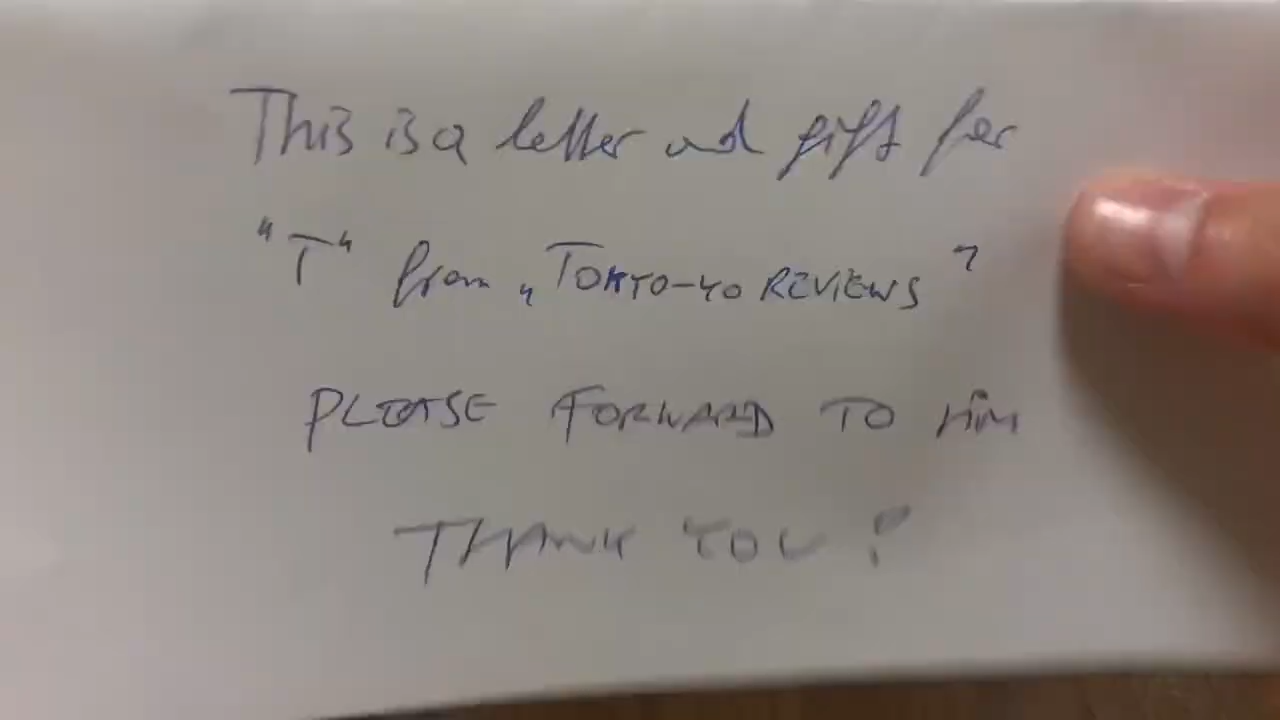 This is a letter and gift for
"T" from „TOKYO-YO REVIEWS"
PLEASE FORWARD TO HIM
THANK YOU!